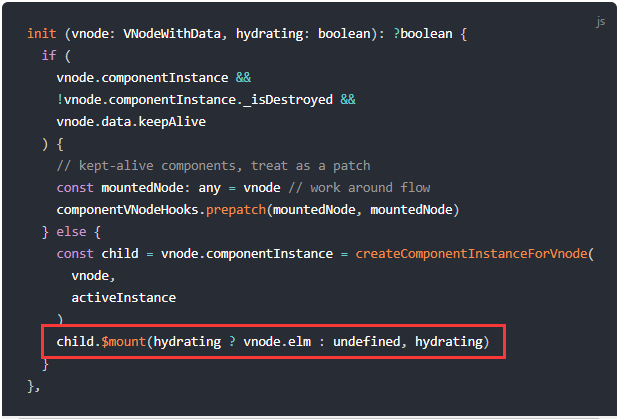 js
init (vnode: VNodeWithData, hydrating: boolean): ?boolean {
  if (
    vnode.componentInstance &&
    !vnode.componentInstance._isDestroyed &&
    vnode.data.keepAlive
  ) {
    // kept-alive components, treat as a patch
    const mountedNode: any = vnode // work around flow
    componentVNodeHooks.prepatch(mountedNode, mountedNode)
  } else {
    const child = vnode.componentInstance = createComponentInstanceForVnode(
      vnode,
      activeInstance
    )
    child.$mount(hydrating ? vnode.elm : undefined, hydrating)
  }
},